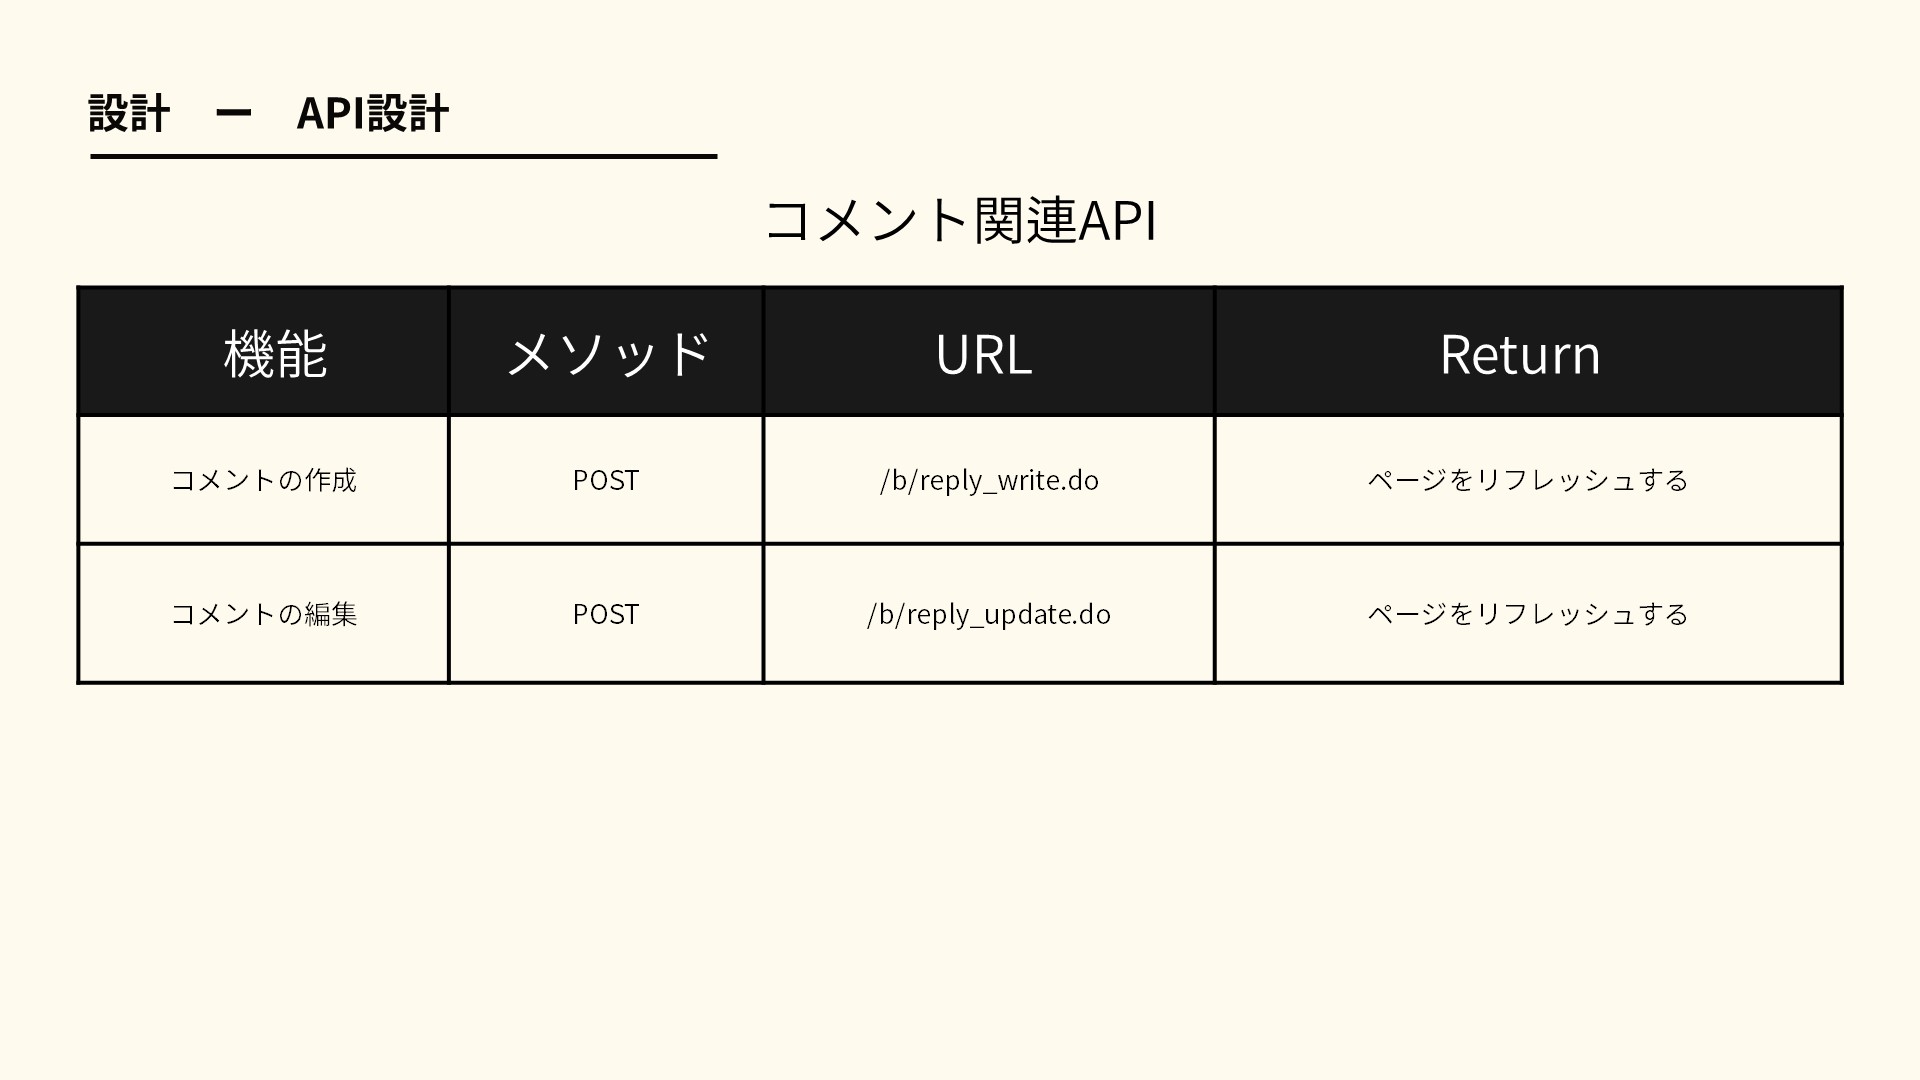 設計　ー　API設計
コメント関連API
機能 メソッド URL Return
コメントの作成 POST /b/reply_write.do ページをリフレッシュする
コメントの編集 POST /b/reply_update.do ページをリフレッシュする